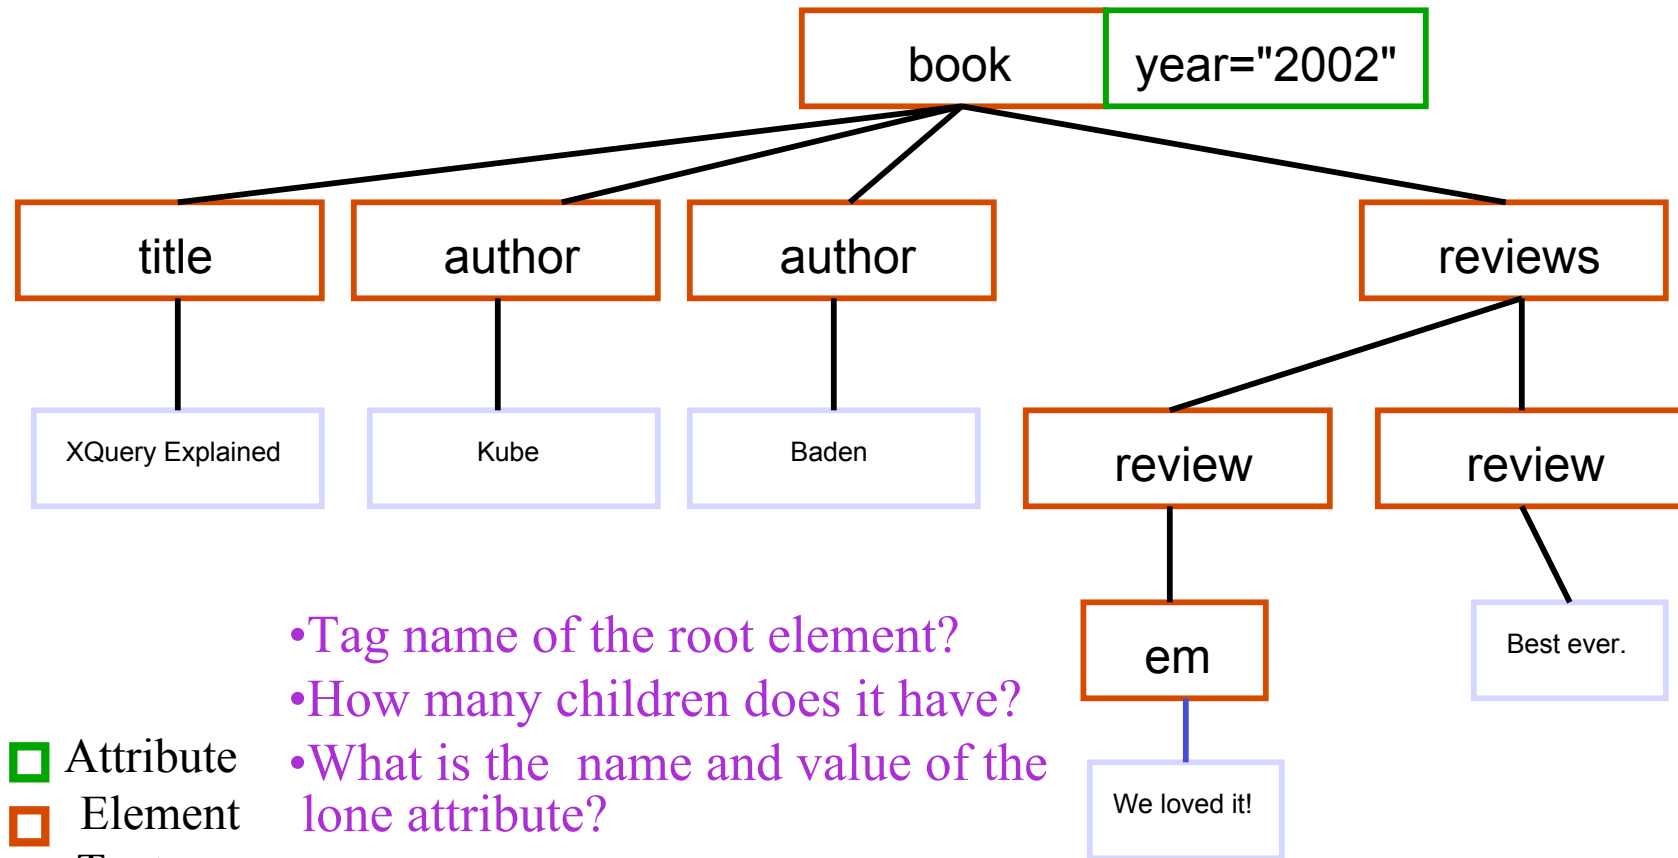 book year="2002"
title author author reviews
XQuery Explained Kube Baden
review review
em Best ever.
We loved it!
•Tag name of the root element?
•How many children does it have?
•What is the name and value of the
lone attribute?
Attribute
Element